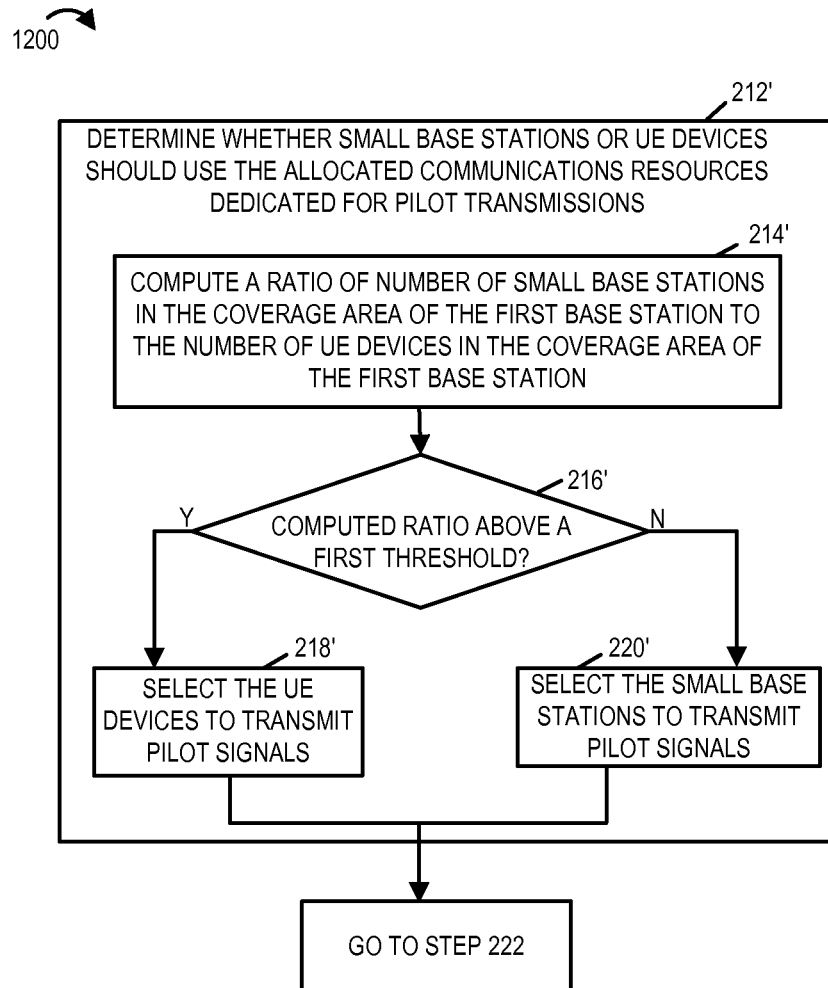 1200
212'
DETERMINE WHETHER SMALL BASE STATIONS OR UE DEVICES
SHOULD USE THE ALLOCATED COMMUNICATIONS RESOURCES
DEDICATED FOR PILOT TRANSMISSIONS
214'
COMPUTE A RATIO OF NUMBER OF SMALL BASE STATIONS
IN THE COVERAGE AREA OF THE FIRST BASE STATION TO
THE NUMBER OF UE DEVICES IN THE COVERAGE AREA OF
THE FIRST BASE STATION
216'
Y
N
COMPUTED RATIO ABOVE A
FIRST THRESHOLD?
218'
SELECT THE UE
DEVICES TO TRANSMIT
PILOT SIGNALS
220'
SELECT THE SMALL BASE
STATIONS TO TRANSMIT
PILOT SIGNALS
GO TO STEP 222